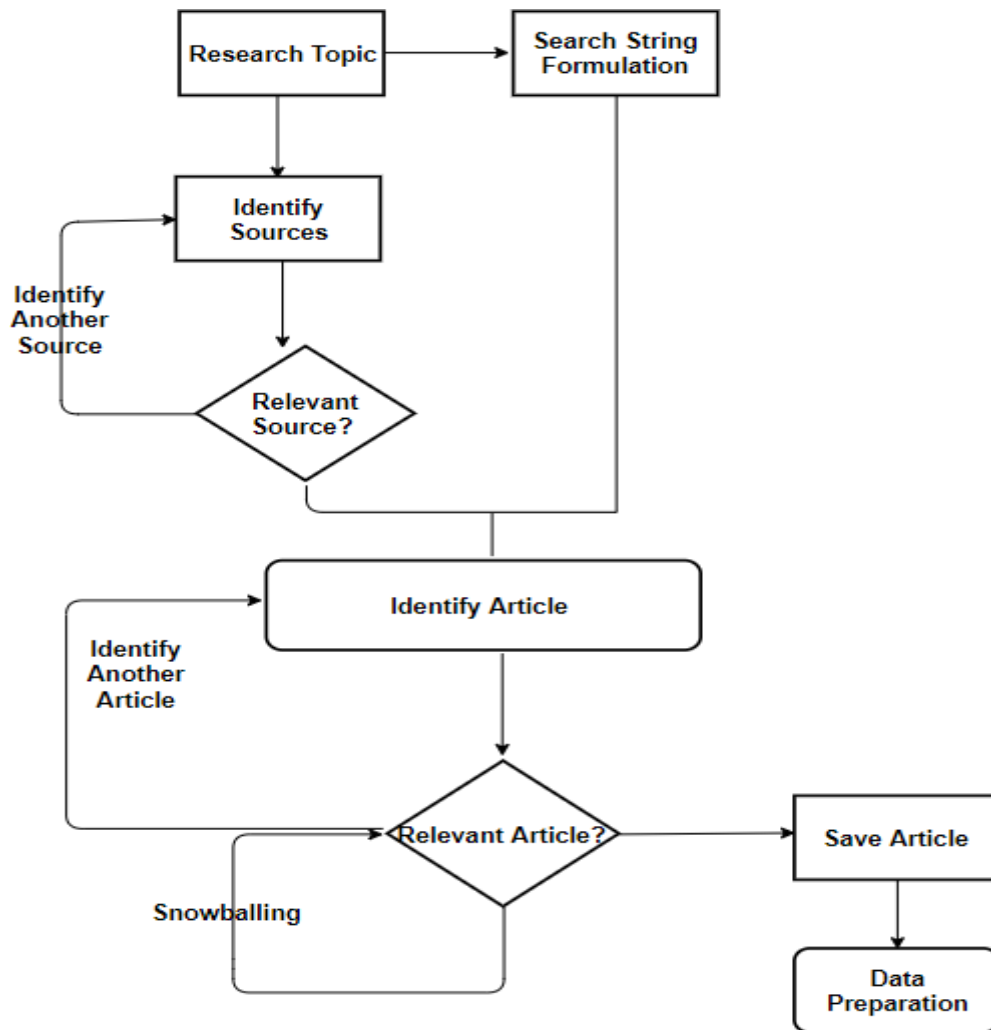 Research Topic
Search String
Formulation
Identify
Sources
Identify
Another
Source
Relevant
Source?
Identify Article
Identify
Another
Article
Relevant Article?
Save Article
Snowballing
Data
Preparation